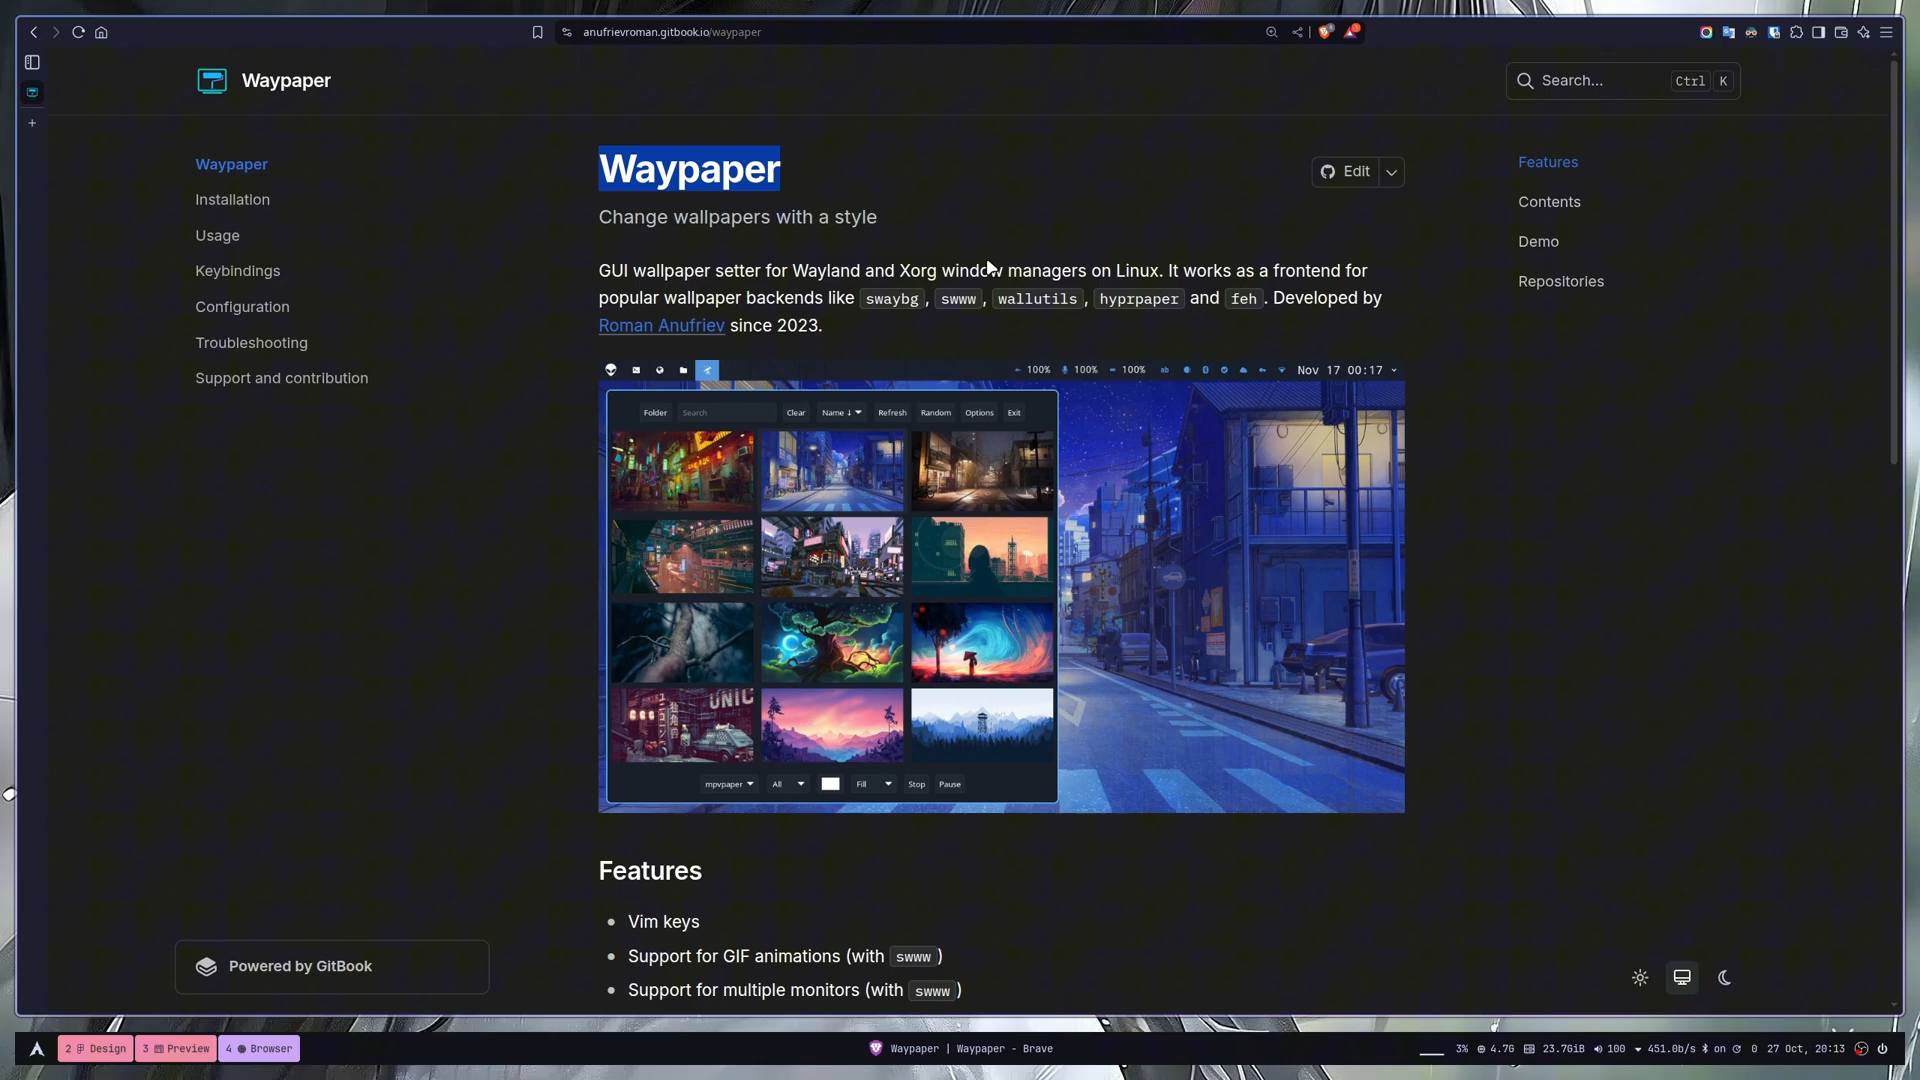 anufrievroman.gitbook.io/waypaper
Waypaper
Search...
Ctrl K
Waypaper
Installation
Usage
Keybindings
Configuration
Troubleshooting
Support and contribution
Powered by GitBook
Waypaper
Edit
Change wallpapers with a style
GUI wallpaper setter for Wayland and Xorg window managers on Linux. It works as a frontend for
popular wallpaper backends like swaybg, swww, wallutils, hyprpaper and feh. Developed by
Roman Anufriev since 2023.
100% 100% 100% Nov 17 00:17
Folder Search Clear Name ↓ Refresh Random Options Exit
UNIC
mpvpaper All Fill Stop Pause
Features
• Vim keys
• Support for GIF animations (with swww)
• Support for multiple monitors (with swww)
Features
Contents
Demo
Repositories
2 Design 3 Preview 4 Browser
Waypaper | Waypaper - Brave
3% 4.7G 23.7GiB 100 451.0b/s on 0 27 Oct, 20:13